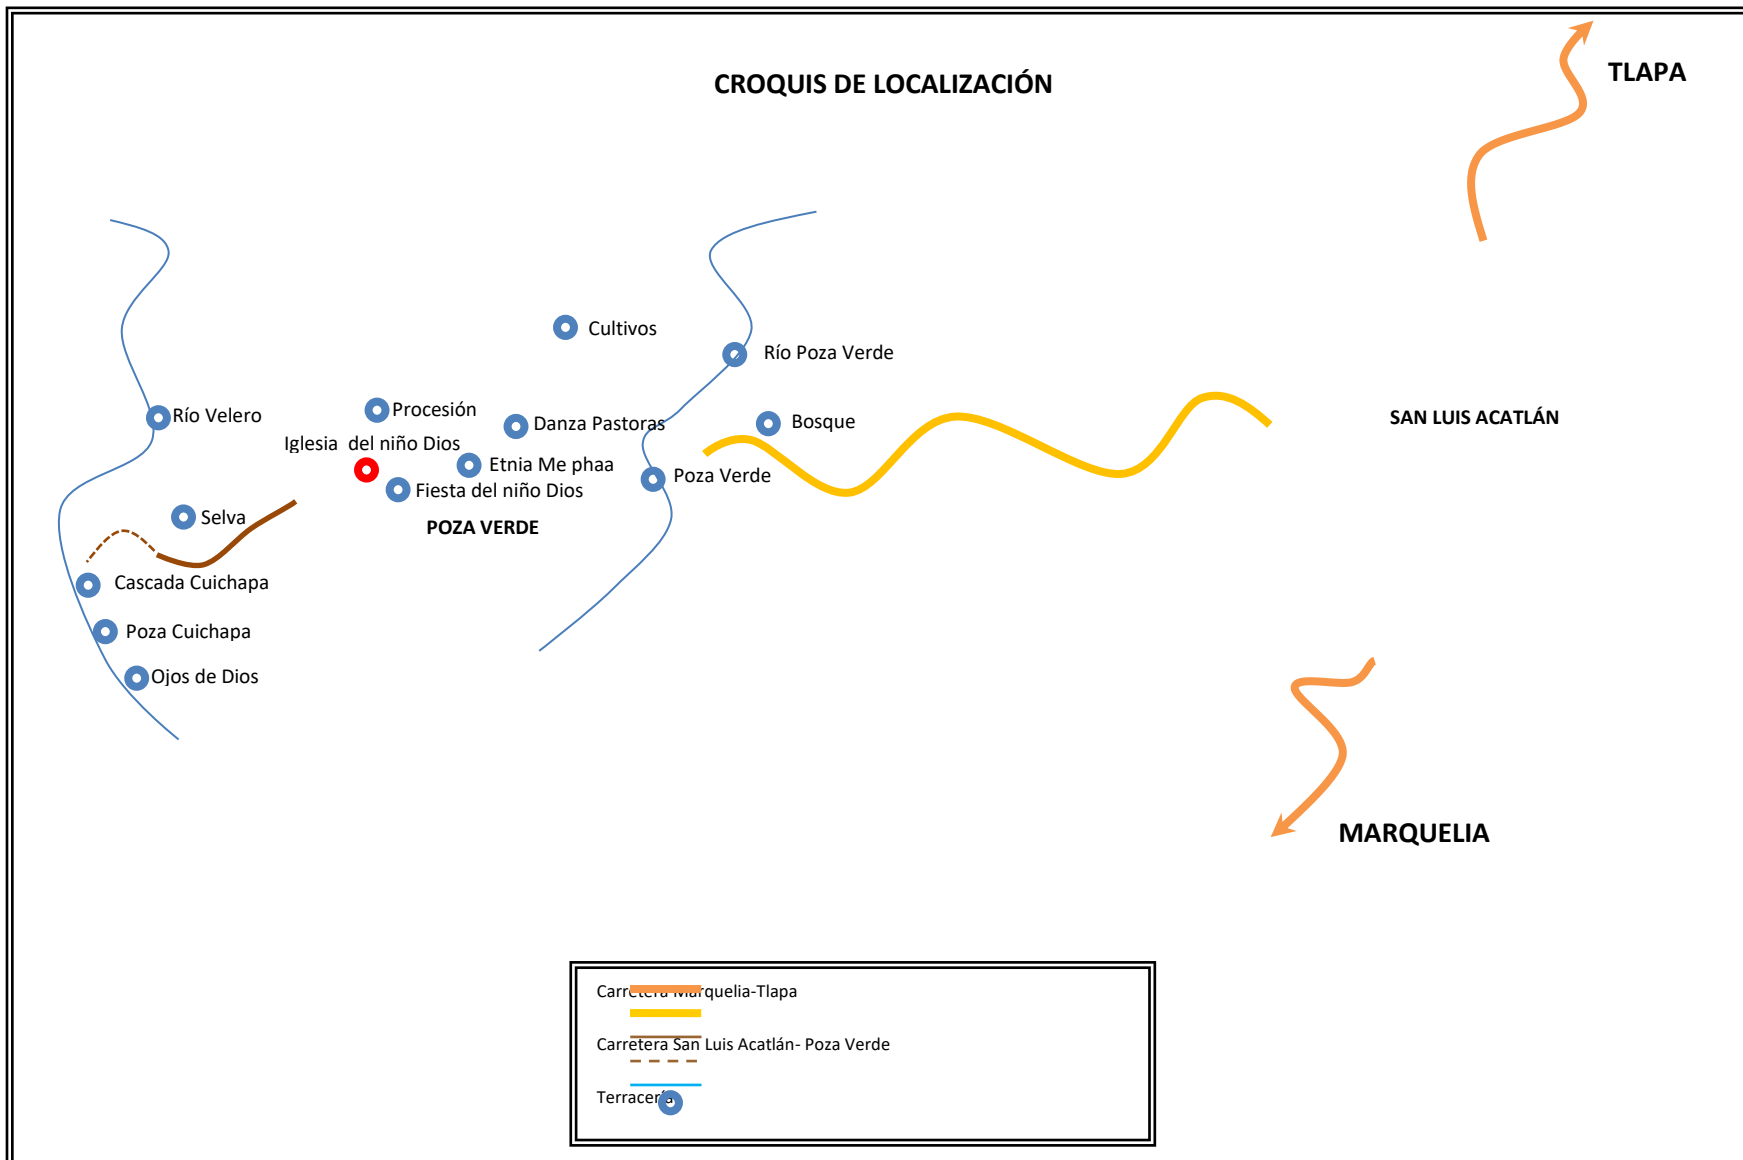 TLAPA
CROQUIS DE LOCALIZACIÓN
Cultivos
Río Poza Verde
Río Velero
Procesión
Danza Pastoras
Bosque
SAN LUIS ACATLÁN
Iglesia  del niño Dios
Etnia Me phaa
Poza Verde
Fiesta del niño Dios
Selva
POZA VERDE
Cascada Cuichapa
Poza Cuichapa
Ojos de Dios
MARQUELIA
Carretera Marquelia-Tlapa
Carretera San Luis Acatlán- Poza Verde
Terracería